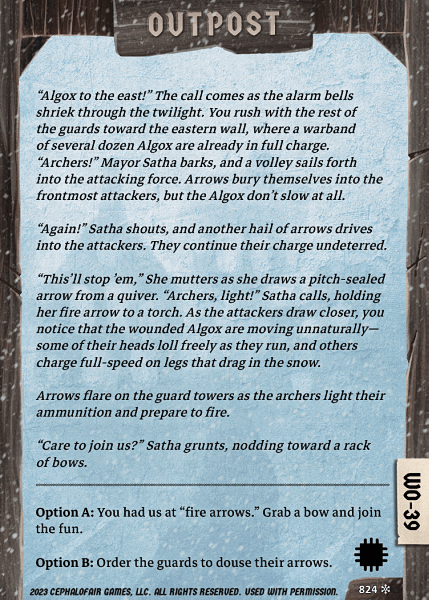 OUTPOST
“Algox to the east!” The call comes as the alarm bells
shriek through the twilight. You rush with the rest of
the guards toward the eastern wall, where a warband
of several dozen Algox are already in full charge.
“Archers!” Mayor Satha barks, and a volley sails forth
into the attacking force. Arrows bury themselves into the
frontmost attackers, but the Algox don’t slow at all.
“Again!” Satha shouts, and another hail of arrows drives
into the attackers. They continue their charge undeterred.
“This’ll stop ’em,” She mutters as she draws a pitch-sealed
arrow from a quiver. “Archers, light!” Satha calls, holding
her fire arrow to a torch. As the attackers draw closer, you
notice that the wounded Algox are moving unnaturally—
some of their heads loll freely as they run, and others
charge full-speed on legs that drag in the snow.
Arrows flare on the guard towers as the archers light their
ammunition and prepare to fire.
“Care to join us?” Satha grunts, nodding toward a rack
of bows.
Option A: You had us at “fire arrows.” Grab a bow and join
the fun.
Option B: Order the guards to douse their arrows.
WO-39
2023 CEPHALOFAIR GAMES, LLC. ALL RIGHTS RESERVED. USED WITH PERMISSION.
824